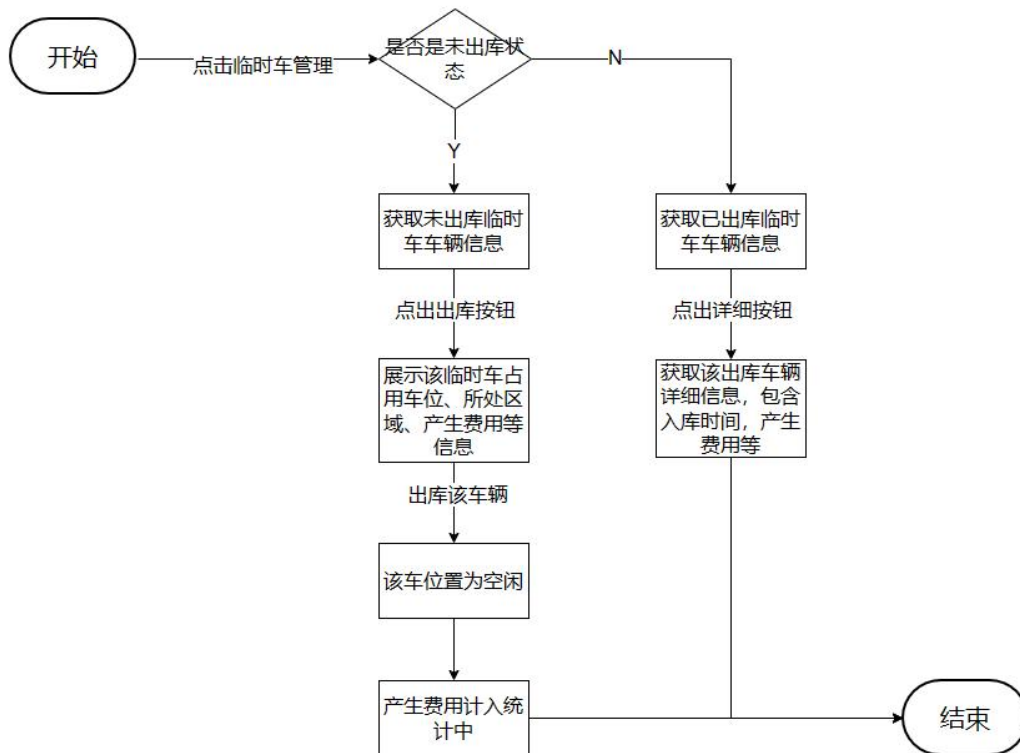 开始
点击临时车管理
是否是未出库状
态
N
Y
获取未出库临时
车车辆信息
获取已出库临时
车车辆信息
点出出库按钮
点出详细按钮
展示该临时车占
用车位、所处区
域、产生费用等
信息
获取该出库车辆
详细信息，包含
入库时间，产生
费用等
出库该车辆
该车位置为空闲
产生费用计入统
计中
结束